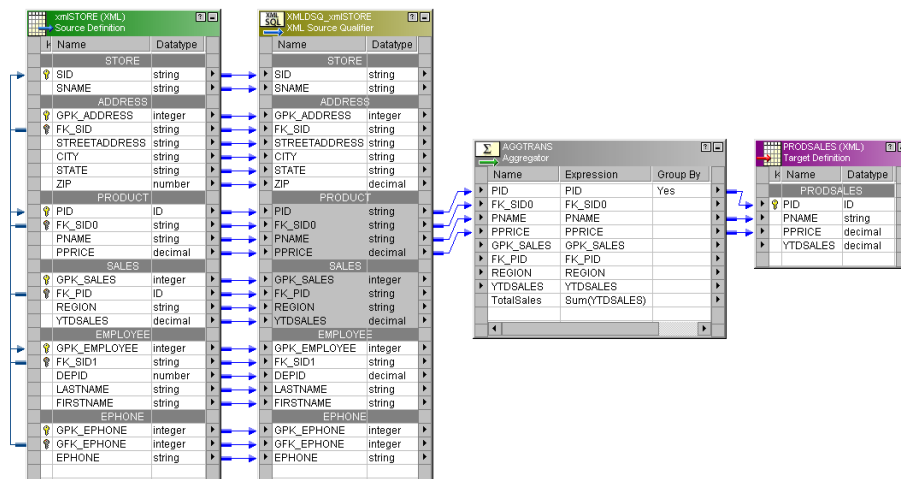 xmlSTORE (XML)
Source Definition
K Name Datatype
STORE
SID string
SNAME string
ADDRESS
GPK_ADDRESS integer
FK_SID string
STREETADDRESS string
CITY string
STATE string
ZIP number
PRODUCT
PID ID
FK_SID0 string
PNAME string
PPRICE decimal
SALES
GPK_SALES integer
FK_PID ID
REGION string
YTDSALES decimal
EMPLOYEE
GPK_EMPLOYEE integer
FK_SID1 string
DEPID number
LASTNAME string
FIRSTNAME string
EPHONE
GPK_EPHONE integer
GFK_EPHONE integer
EPHONE string
XML
SQL
XMLDSQ_xmlSTORE
XML Source Qualifier
Name Datatype
STORE
SID string
SNAME string
ADDRESS
GPK_ADDRESS integer
FK_SID string
STREETADDRESS string
CITY string
STATE string
ZIP decimal
PRODUCT
PID string
FK_SID0 string
PNAME string
PPRICE decimal
SALES
GPK_SALES integer
FK_PID string
REGION string
YTDSALES decimal
EMPLOYEE
GPK_EMPLOYEE integer
FK_SID1 string
DEPID decimal
LASTNAME string
FIRSTNAME string
EPHONE
GPK_EPHONE integer
GFK_EPHONE integer
EPHONE string
Σ
AGGTRANS
Aggregator
Name Expression Group By
PID PID Yes
FK_SID0 FK_SID0
PNAME PNAME
PPRICE PPRICE
GPK_SALES GPK_SALES
FK_PID FK_PID
REGION REGION
YTDSALES YTDSALES
TotalSales Sum(YTDSALES)
PRODSALES (XML)
Target Definition
K Name Datatype
PRODSALES
PID ID
PNAME string
PPRICE decimal
YTDSALES decimal